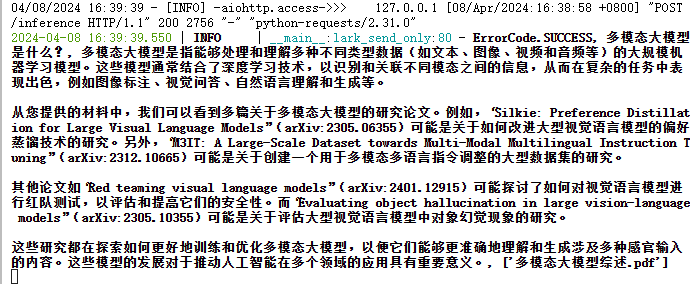 04/08/2024 16:39:39 - [INFO] -aiohttp.access->>>    127.0.0.1 [08/Apr/2024:16:38:58 +0800] "POST
/inference HTTP/1.1" 200 2756 "-" "python-requests/2.31.0"
2024-04-08 16:39:39.550 | INFO     | __main__:lark_send_only:80 - ErrorCode.SUCCESS, 多模态大模型
是什么?, 多模态大模型是指能够处理和理解多种不同类型数据（如文本、图像、视频和音频等）的大规模机
器学习模型。这些模型通常结合了深度学习技术，以识别和关联不同模态之间的信息，从而在复杂的任务中表
现出色，例如图像标注、视觉问答、自然语言理解和生成等。
从您提供的材料中，我们可以看到多篇关于多模态大模型的研究论文。例如，“Silkie: Preference Distillat
ion for Large Visual Language Models”（arXiv:2305.06355）可能是关于如何改进大型视觉语言模型的偏好
蒸馏技术的研究。另外，“M3IT: A Large-Scale Dataset towards Multi-Modal Multilingual Instruction T
uning”（arXiv:2312.10665）可能是关于创建一个用于多模态多语言指令调整的大型数据集的研究。
其他论文如“Red teaming visual language models”（arXiv:2401.12915）可能探讨了如何对视觉语言模型进
行红队测试，以评估和提高它们的安全性。而“Evaluating object hallucination in large vision-language
 models”（arXiv:2305.10355）可能是关于评估大型视觉语言模型中对象幻觉现象的研究。
这些研究都在探索如何更好地训练和优化多模态大模型，以便它们能够更准确地理解和生成涉及多种感官输入
的内容。这些模型的发展对于推动人工智能在多个领域的应用具有重要意义。, ['多模态大模型综述.pdf']